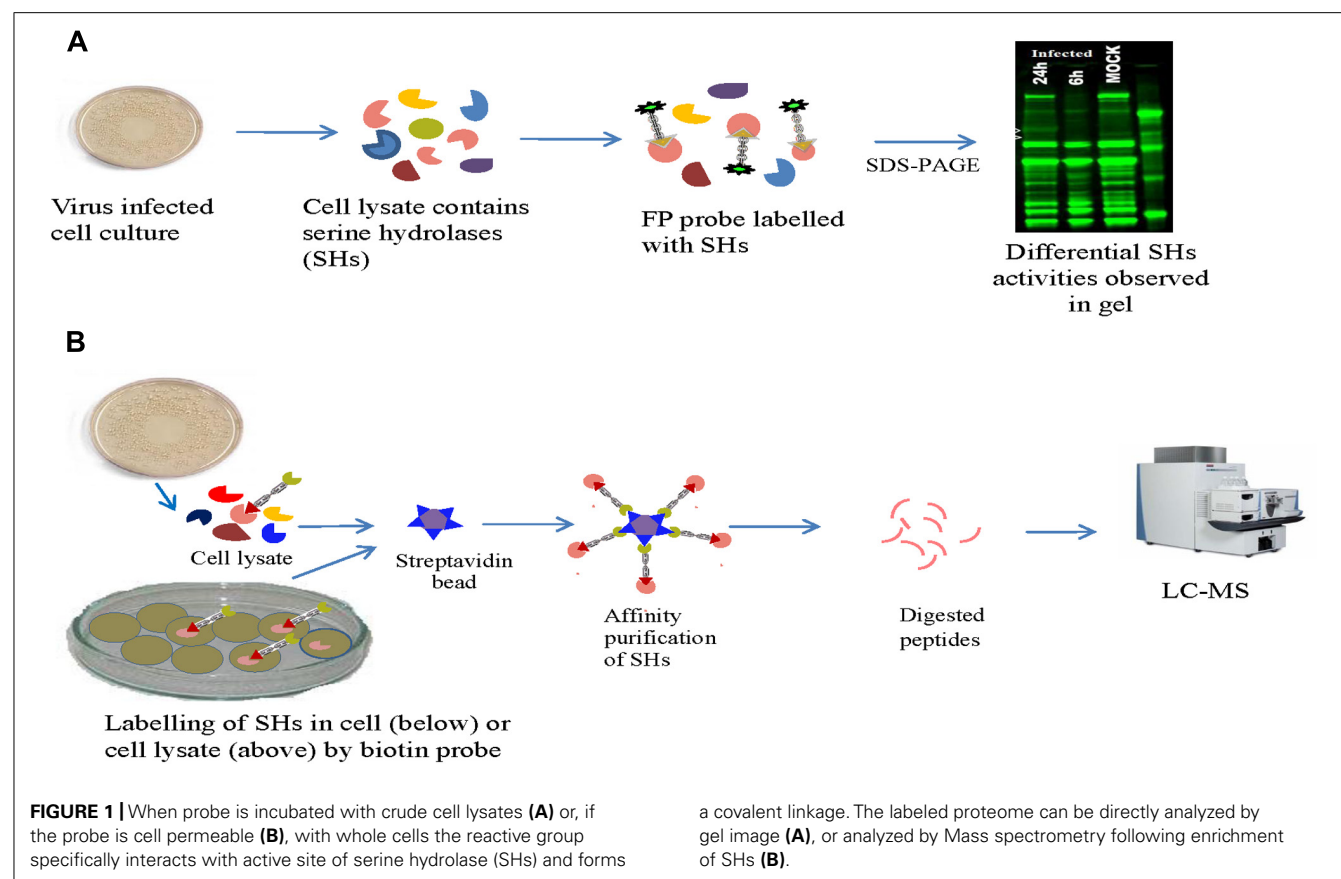 A
Virus infected
cell culture
Cell lysate contains
serine hydrolases
(SHs)
FP probe labelled
with SHs
SDS-PAGE
Infected
24h
6h
MOCK
Differential SHs
activities observed
in gel
B
Cell lysate
Streptavidin
bead
Affinity
purification
of SHs
Digested
peptides
LC-MS
Labelling of SHs in cell (below) or
cell lysate (above) by biotin probe
FIGURE 1 | When probe is incubated with crude cell lysates (A) or, if
the probe is cell permeable (B), with whole cells the reactive group
specifically interacts with active site of serine hydrolase (SHs) and forms
a covalent linkage. The labeled proteome can be directly analyzed by
gel image (A), or analyzed by Mass spectrometry following enrichment
of SHs (B).